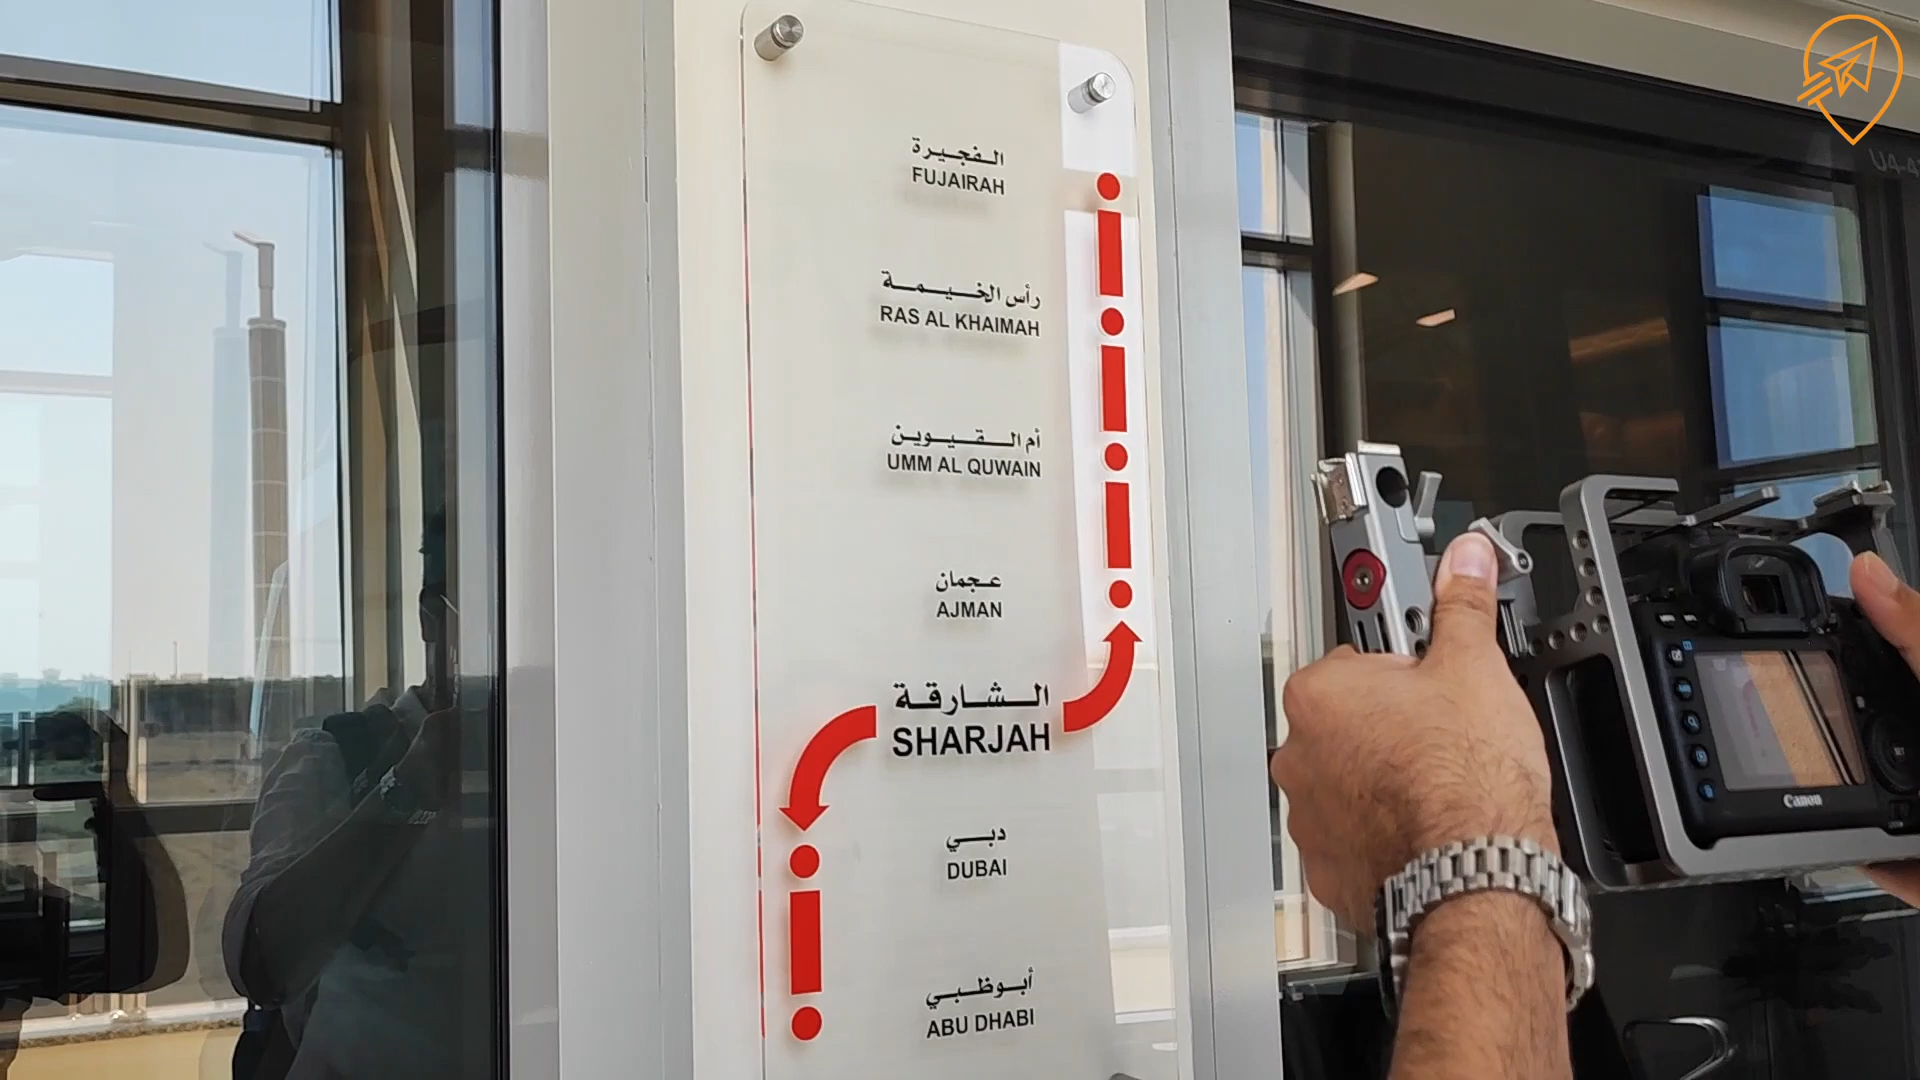 الفجيرة
FUJAIRAH
رأس الخيمة
RAS AL KHAIMAH
أم القيوين
UMM AL QUWAIN
عجمان
AJMAN
الشارقة
SHARJAH
دبي
DUBAI
أبوظبي
ABU DHABI
Canon